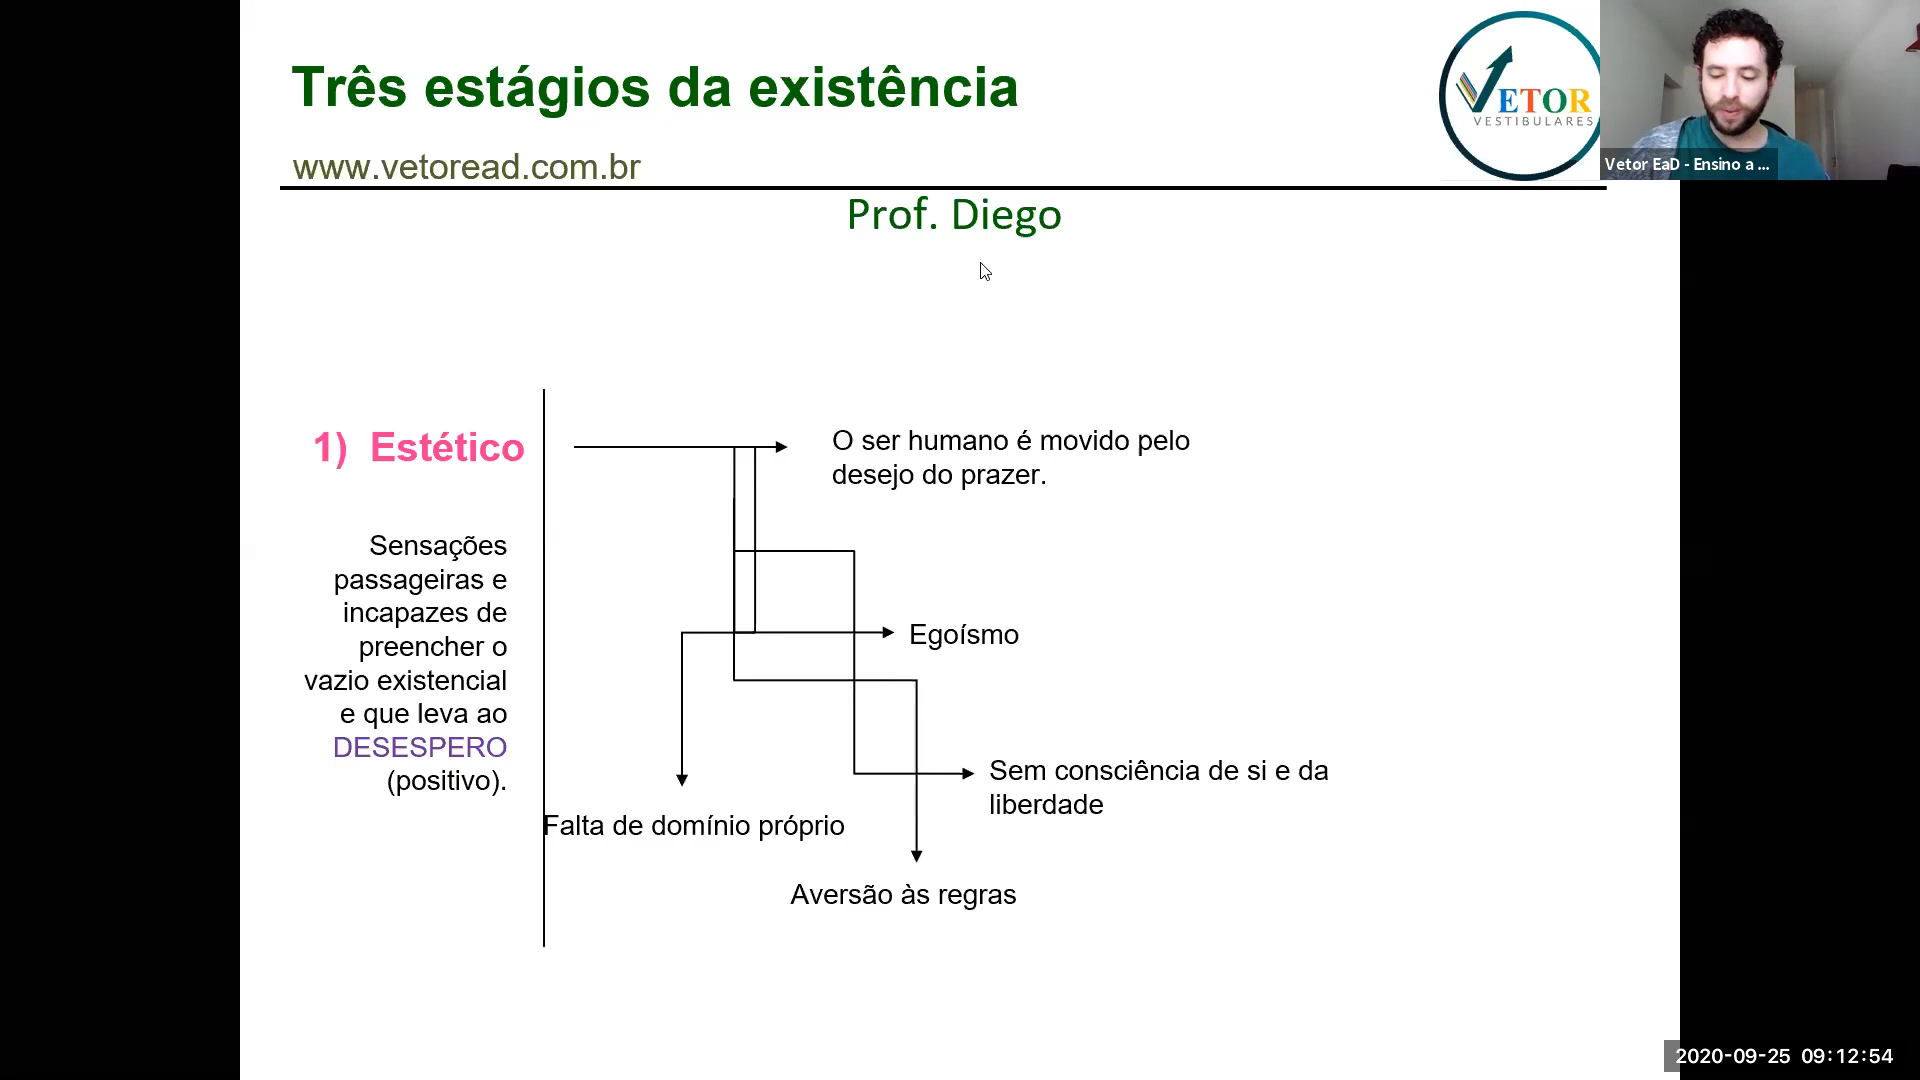 Três estágios da existência
www.vetoread.com.br
VETOR
VESTIBULARES
Vetor EaD - Ensino a ...
Prof. Diego
1) Estético
O ser humano é movido pelo
desejo do prazer.
Sensações
passageiras e
incapazes de
preencher o
vazio existencial
e que leva ao
DESESPERO
(positivo).
Egoísmo
Sem consciência de si e da
liberdade
Falta de domínio próprio
Aversão às regras
2020-09-25 09:12:54